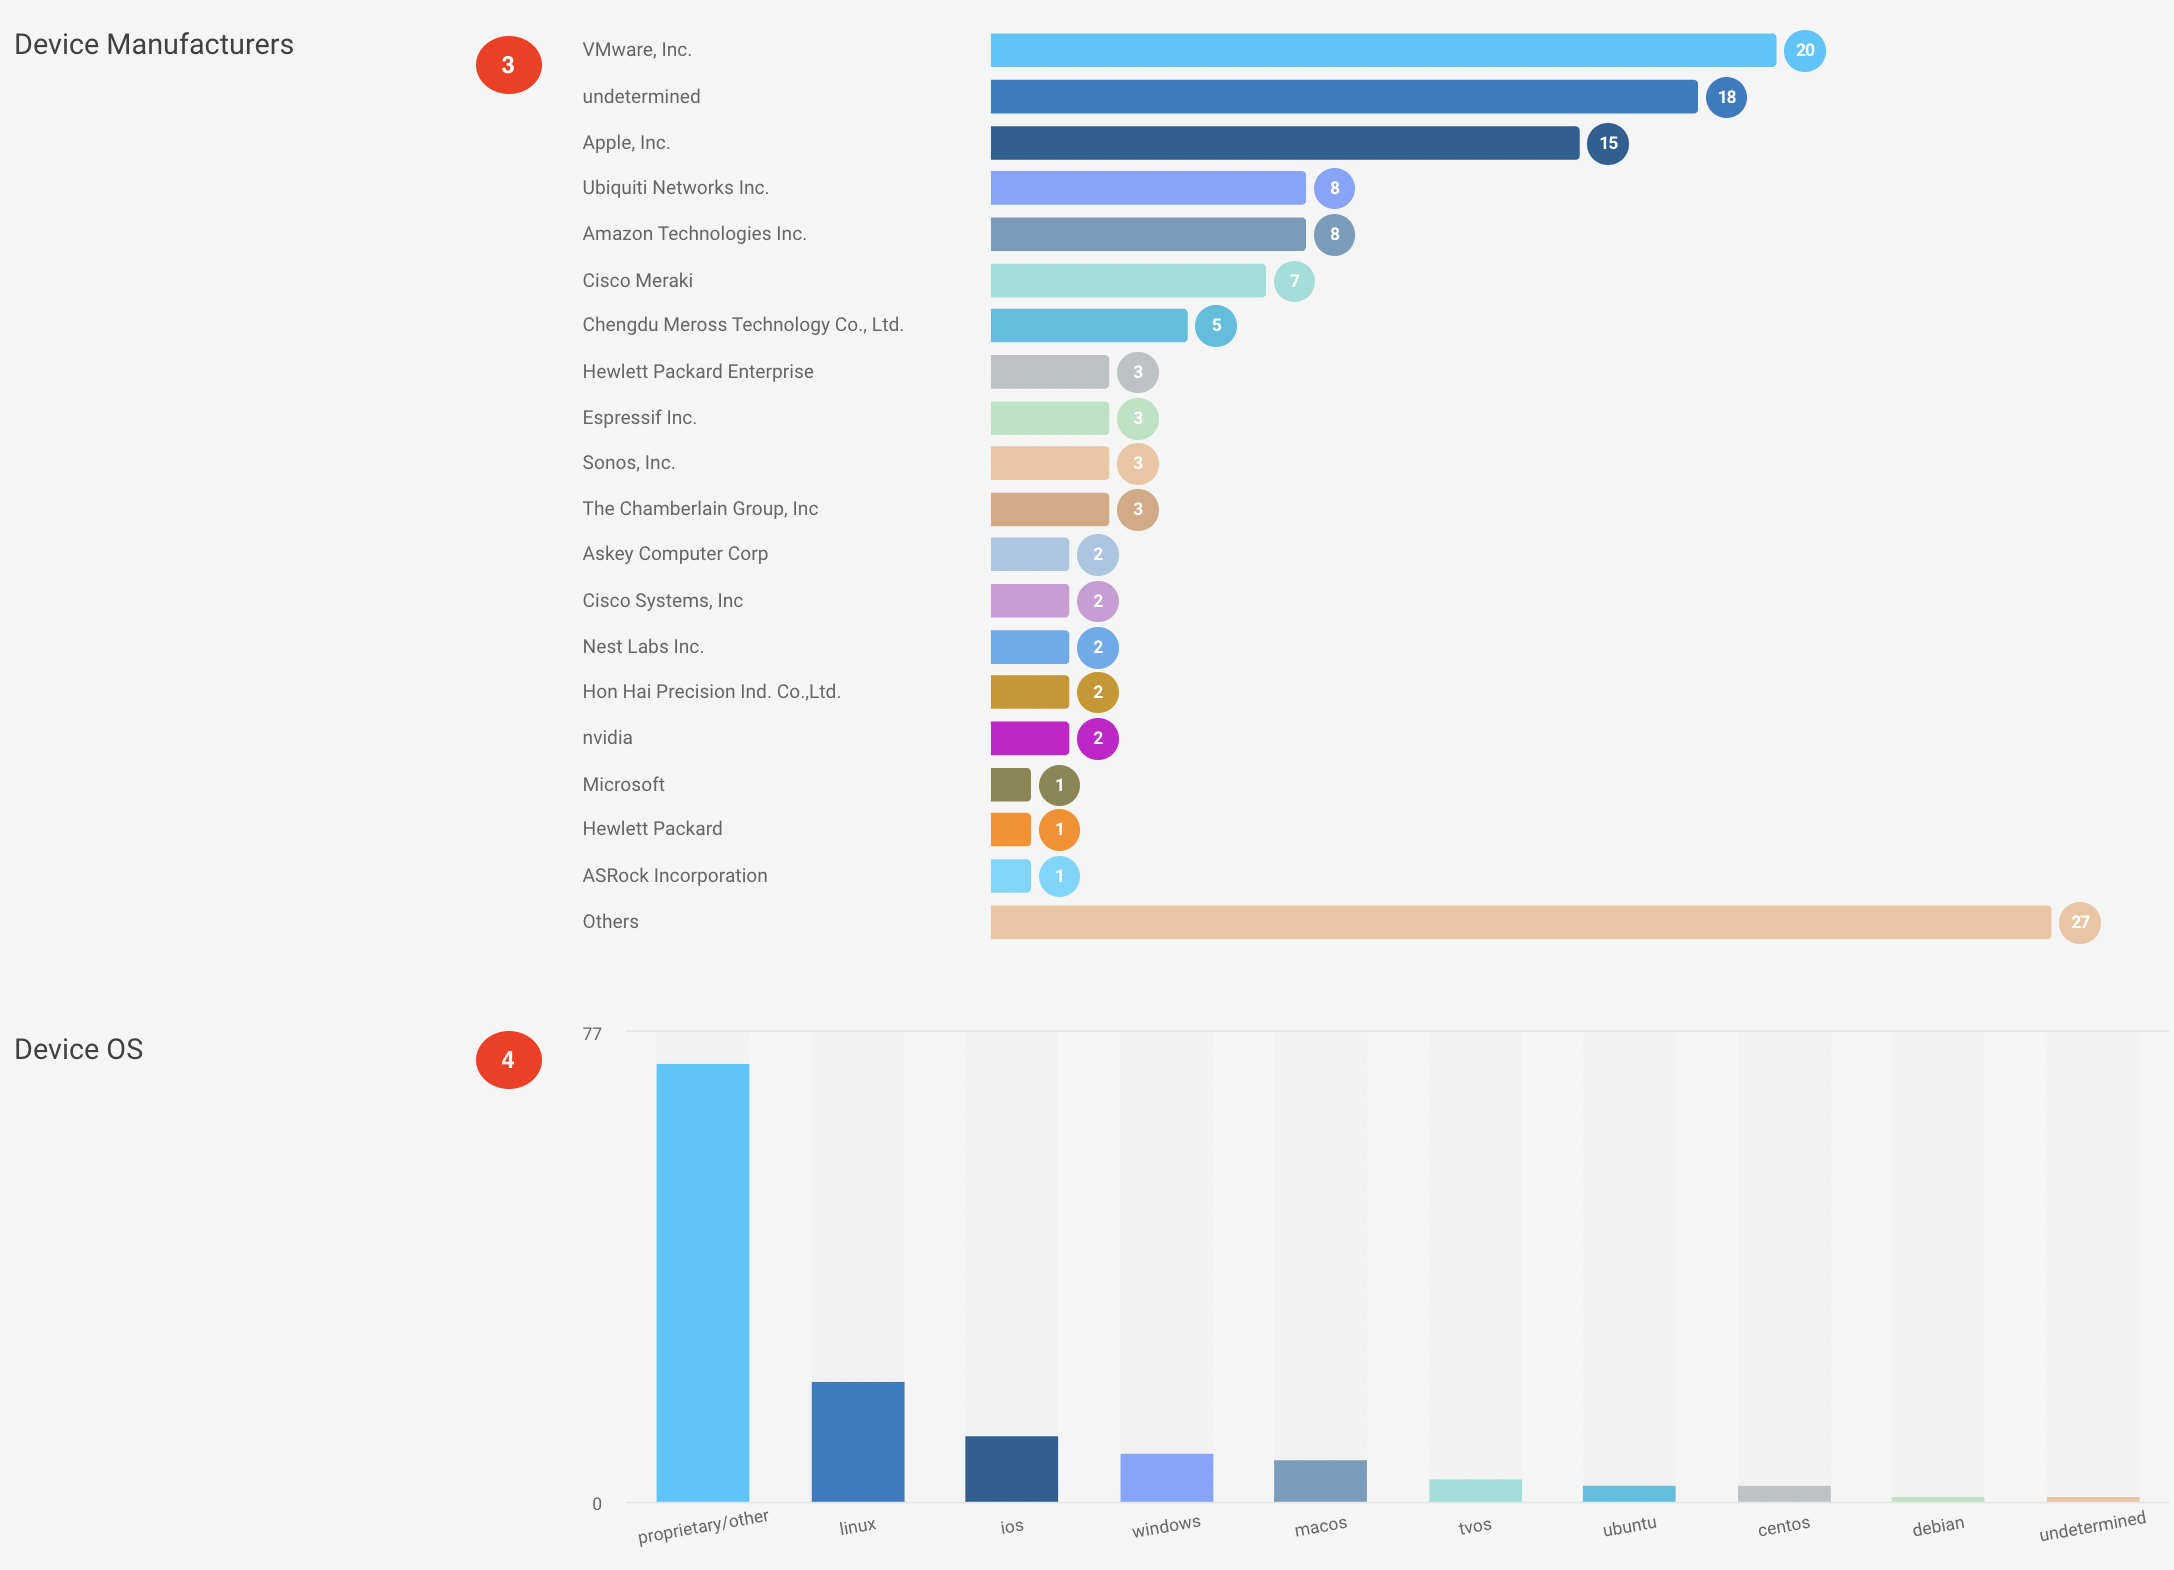 Device Manufacturers
3
VMware, Inc. 20
undetermined 18
Apple, Inc. 15
Ubiquiti Networks Inc. 8
Amazon Technologies Inc. 8
Cisco Meraki 7
Chengdu Meross Technology Co., Ltd. 5
Hewlett Packard Enterprise 3
Espressif Inc. 3
Sonos, Inc. 3
The Chamberlain Group, Inc 3
Askey Computer Corp 2
Cisco Systems, Inc 2
Nest Labs Inc. 2
Hon Hai Precision Ind. Co.,Ltd. 2
nvidia 2
Microsoft 1
Hewlett Packard 1
ASRock Incorporation 1
Others 27
Device OS
4
77
0
proprietary/other linux ios windows macos tvos ubuntu centos debian undetermined